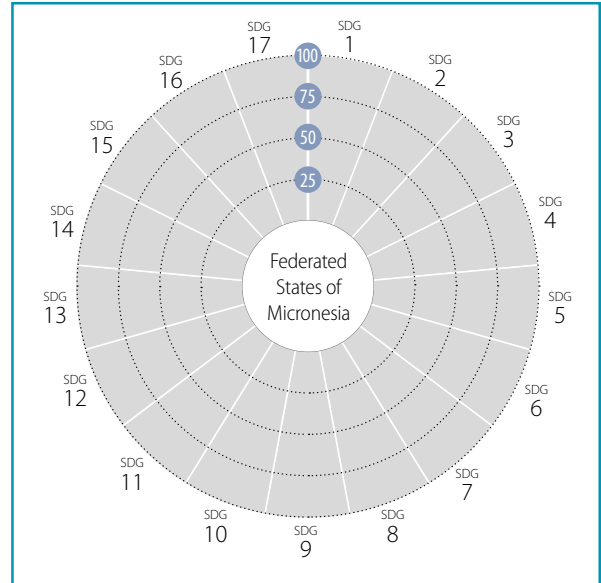 SDG
1
SDG
2
SDG
3
SDG
4
SDG
5
SDG
6
SDG
7
SDG
8
SDG
9
SDG
10
SDG
11
SDG
12
SDG
13
SDG
14
SDG
15
SDG
16
SDG
17
100
75
50
25
Federated
States of
Micronesia